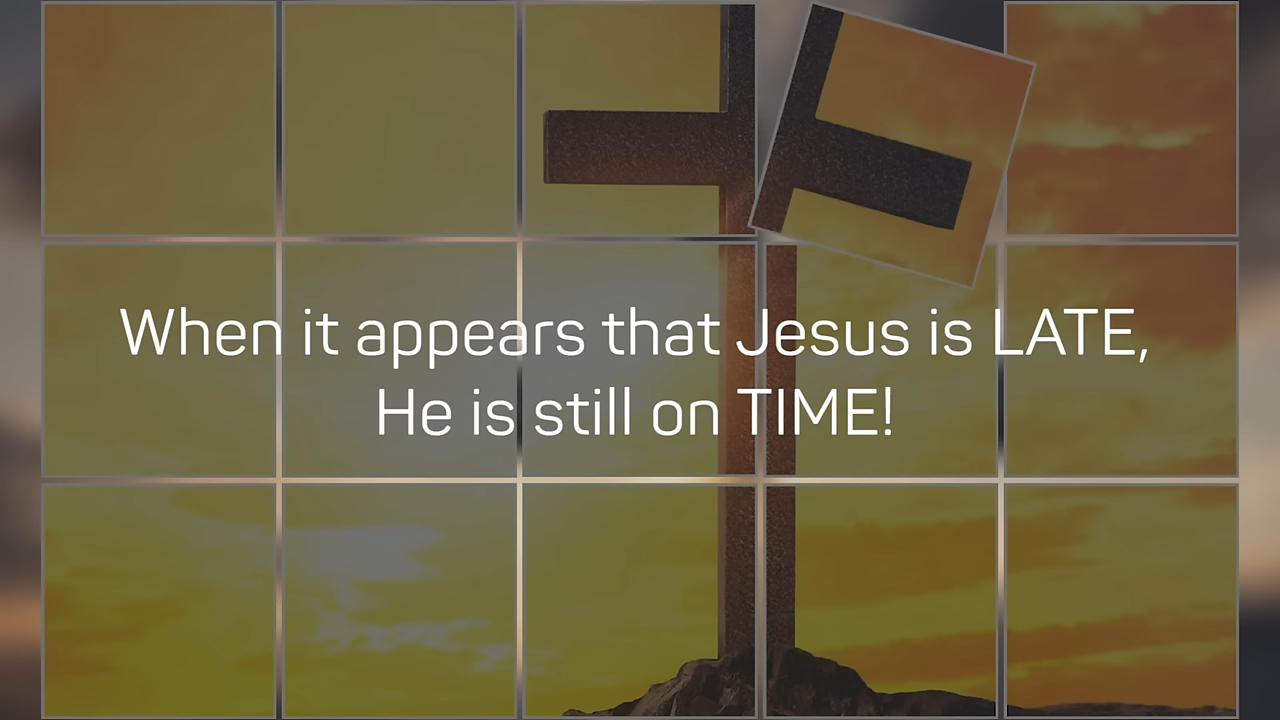 When it appears that Jesus is LATE,
He is still on TIME!